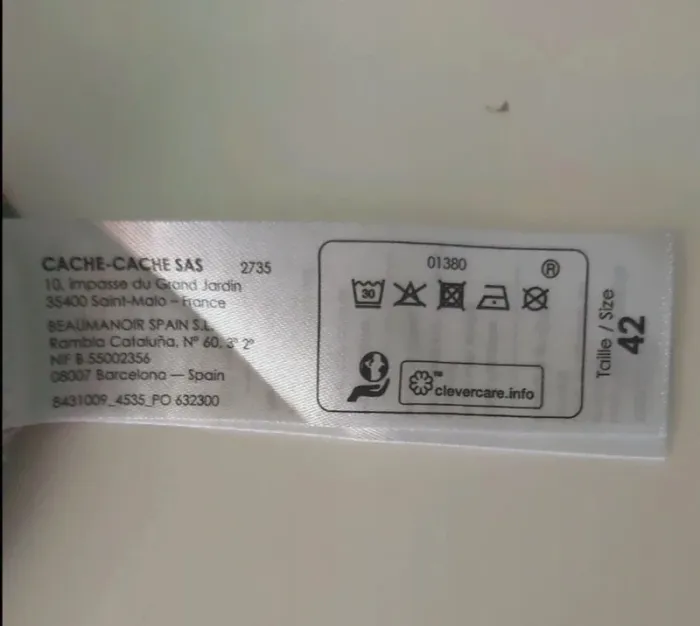 CACHE-CACHE SAS 2735
10, Impasse du Grand Jardin
35400 Saint-Malo – France
BEAUMANOIR SPAIN S.L.
Rambla Cataluña, Nº 60, 3º 2ª
NIF B 55002356
08007 Barcelona — Spain
8431009_4535_PO 632300
01380
®
30
™
clevercare.info
Taille / Size
42